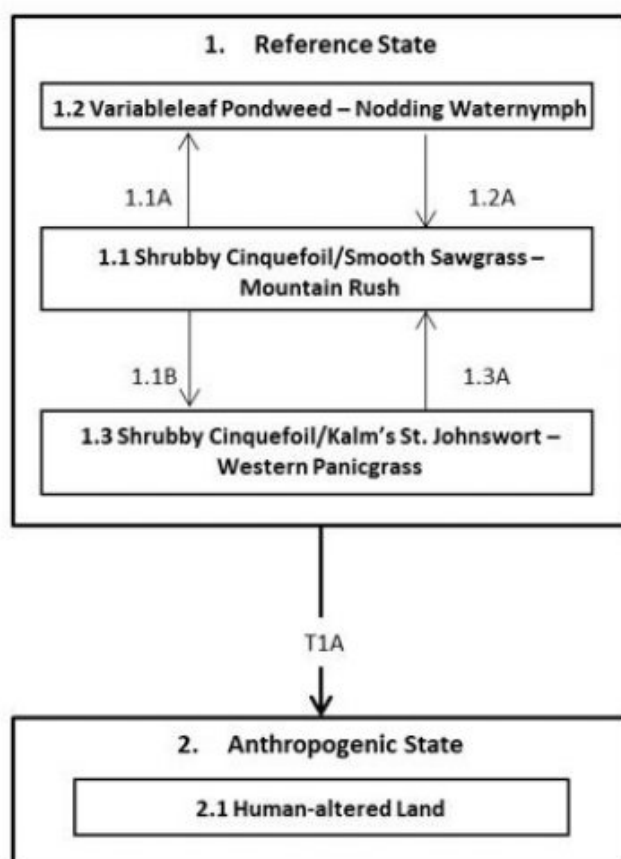 1. Reference State
1.2 Variableleaf Pondweed – Nodding Waternymph
1.1A
1.2A
1.1 Shrubby Cinquefoil/Smooth Sawgrass –
Mountain Rush
1.1B
1.3A
1.3 Shrubby Cinquefoil/Kalm's St. Johnswort –
Western Panicgrass
T1A
2. Anthropogenic State
2.1 Human-altered Land